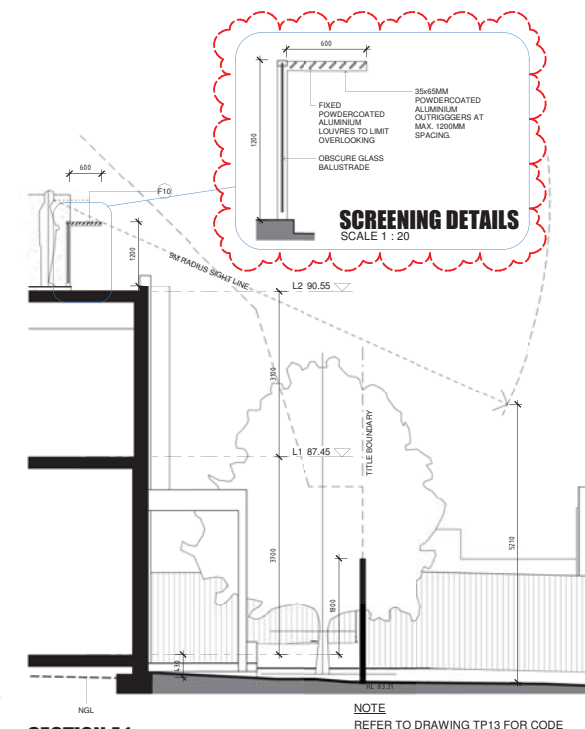 600
1200
FIXED
POWDERCOATED
ALUMINIUM
LOUVRES TO LIMIT
OVERLOOKING
OBSCURE GLASS
BALUSTRADE
35x65MM
POWDERCOATED
ALUMINIUM
OUTRIGGGERS AT
MAX. 1200MM
SPACING.
SCREENING DETAILS
SCALE 1 : 20
600
F10
1200
9M RADIUS SIGHT LINE
L2 90.55
3100
TITLE BOUNDARY
L1 87.45
3100
1800
5210
430
RL 83.31
NGL
NOTE
REFER TO DRAWING TP13 FOR CODE